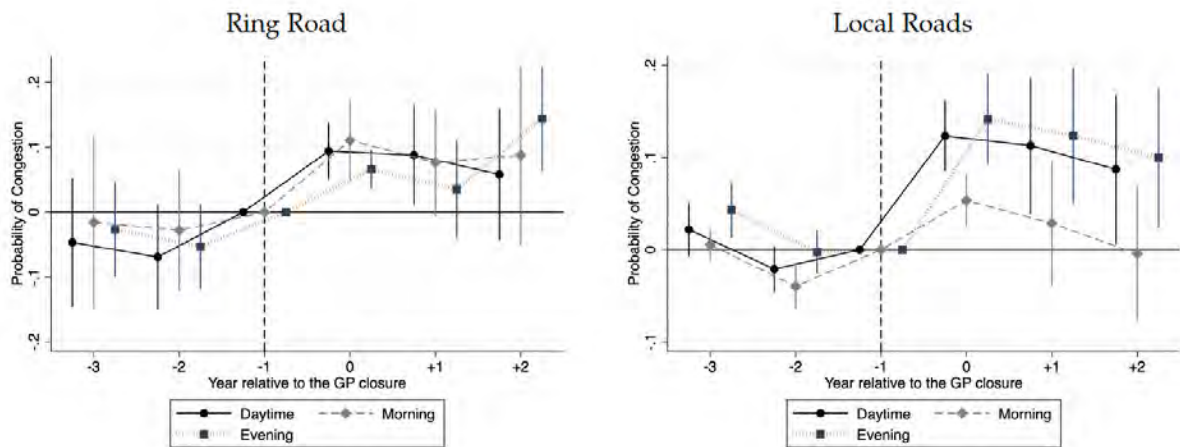 Ring Road
Probability of Congestion
.2
.1
0
-.1
-.2
-3
-2
-1
0
+1
+2
Year relative to the GP closure
Daytime
Morning
Evening
Local Roads
Probability of Congestion
.2
.1
0
-.1
-3
-2
-1
0
+1
+2
Year relative to the GP closure
Daytime
Morning
Evening